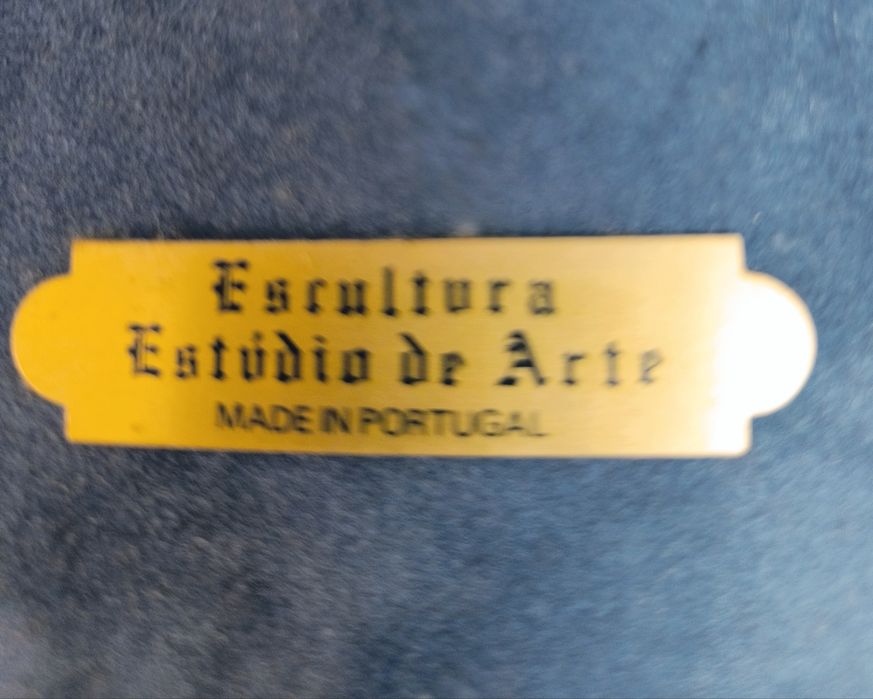 Escultura
Estúdio de Arte
MADE IN PORTUGAL